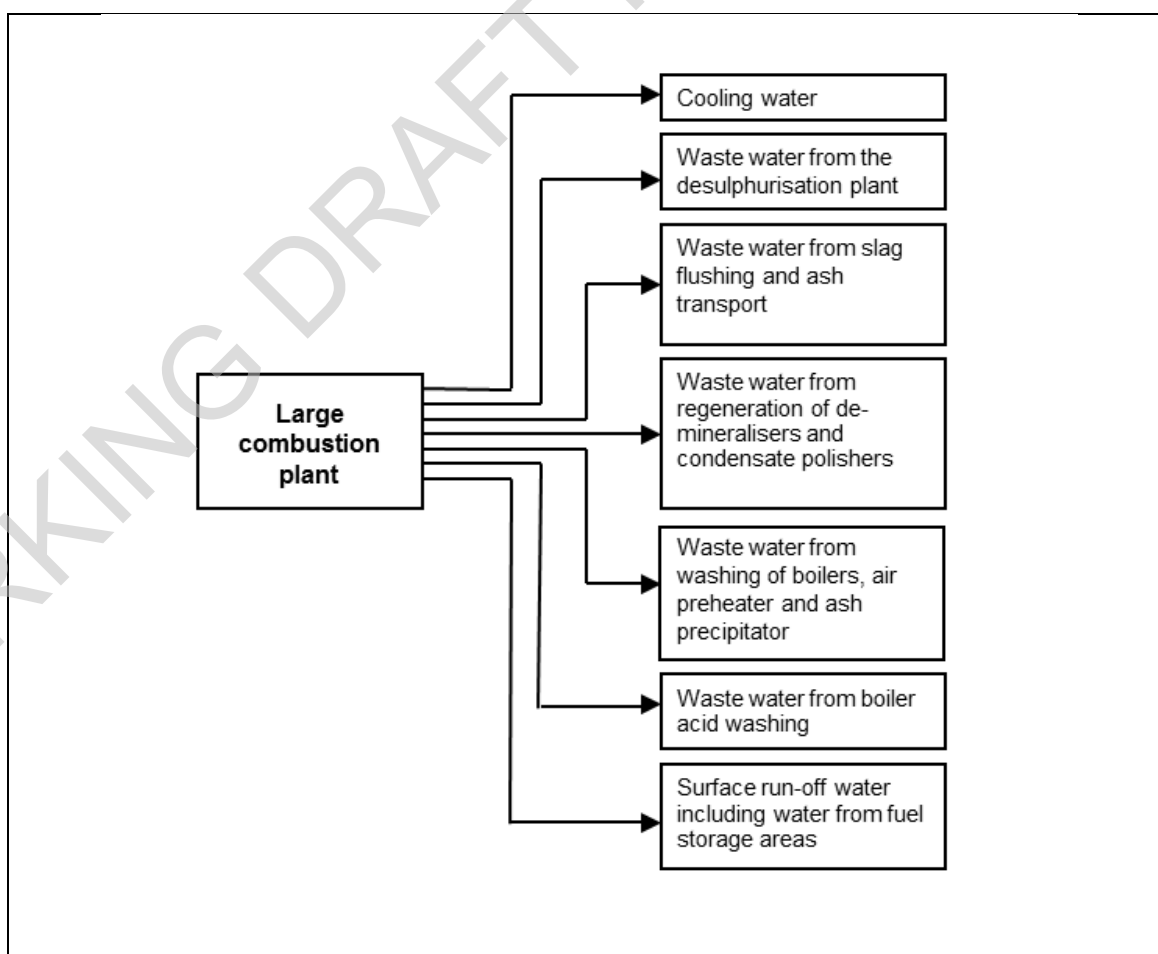 WORKING DRAFT
Cooling water
Waste water from the
desulphurisation plant
Waste water from slag
flushing and ash
transport
Large
combustion
plant
Waste water from
regeneration of de-
mineralisers and
condensate polishers
Waste water from
washing of boilers, air
preheater and ash
precipitator
Waste water from boiler
acid washing
Surface run-off water
including water from fuel
storage areas